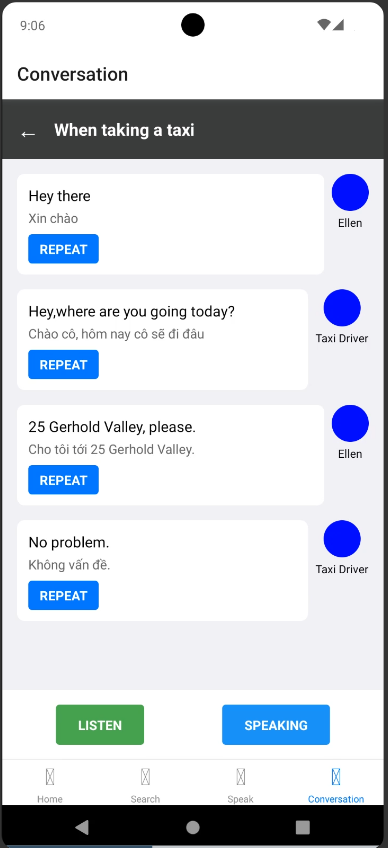 9:06
Conversation
← When taking a taxi
Hey there
Xin chào
REPEAT
Ellen
Hey,where are you going today?
Chào cô, hôm nay cô sẽ đi đâu
REPEAT
Taxi Driver
25 Gerhold Valley, please.
Cho tôi tới 25 Gerhold Valley.
REPEAT
Ellen
No problem.
Không vấn đề.
REPEAT
Taxi Driver
LISTEN SPEAKING
Home Search Speak Conversation